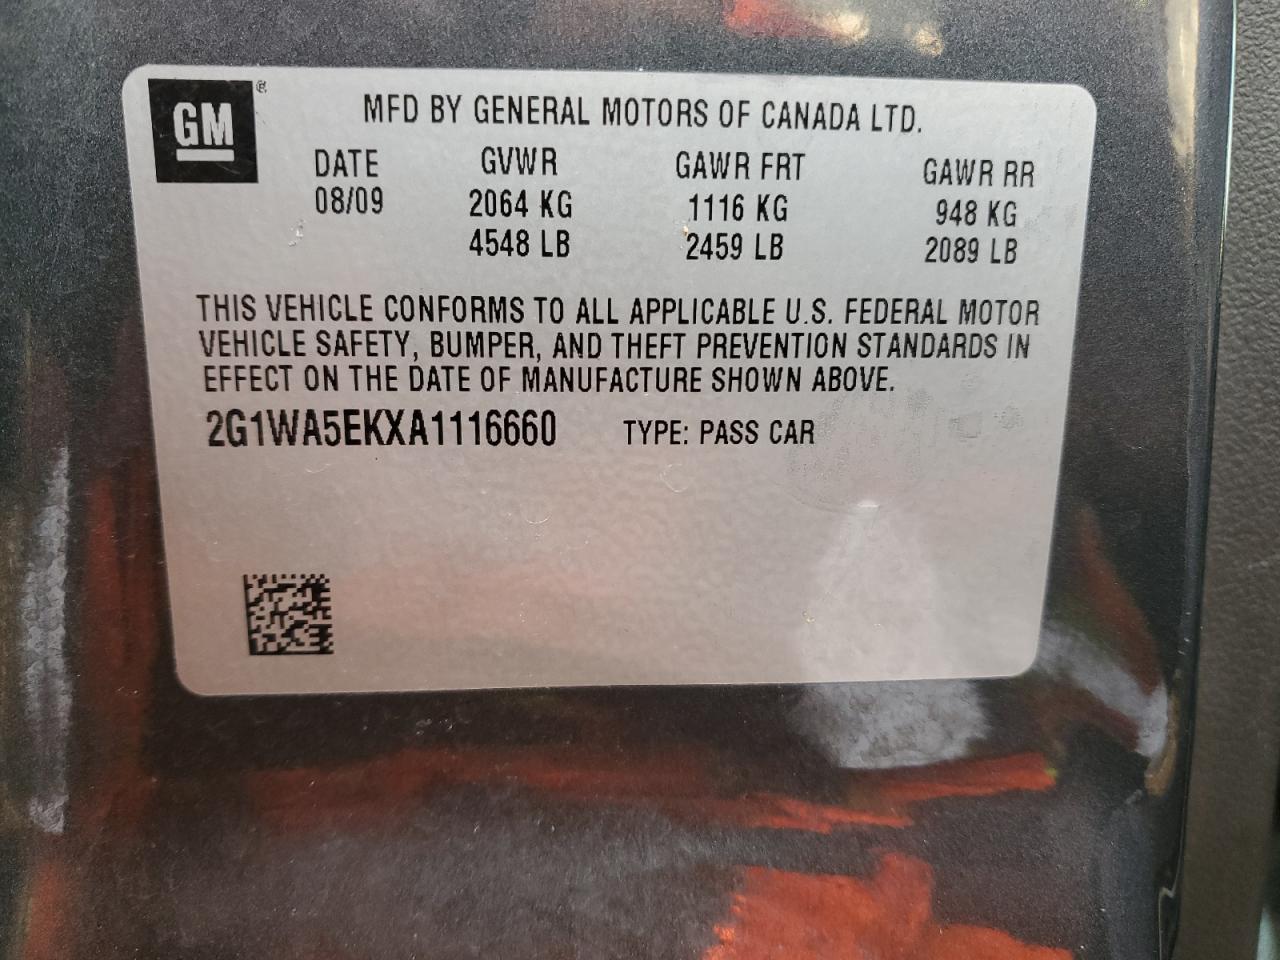 GM®
MFD BY GENERAL MOTORS OF CANADA LTD.
DATE GVWR GAWR FRT GAWR RR
08/09 2064 KG 1116 KG 948 KG
4548 LB 2459 LB 2089 LB
THIS VEHICLE CONFORMS TO ALL APPLICABLE U.S. FEDERAL MOTOR
VEHICLE SAFETY, BUMPER, AND THEFT PREVENTION STANDARDS IN
EFFECT ON THE DATE OF MANUFACTURE SHOWN ABOVE.
2G1WA5EKXA1116660 TYPE: PASS CAR